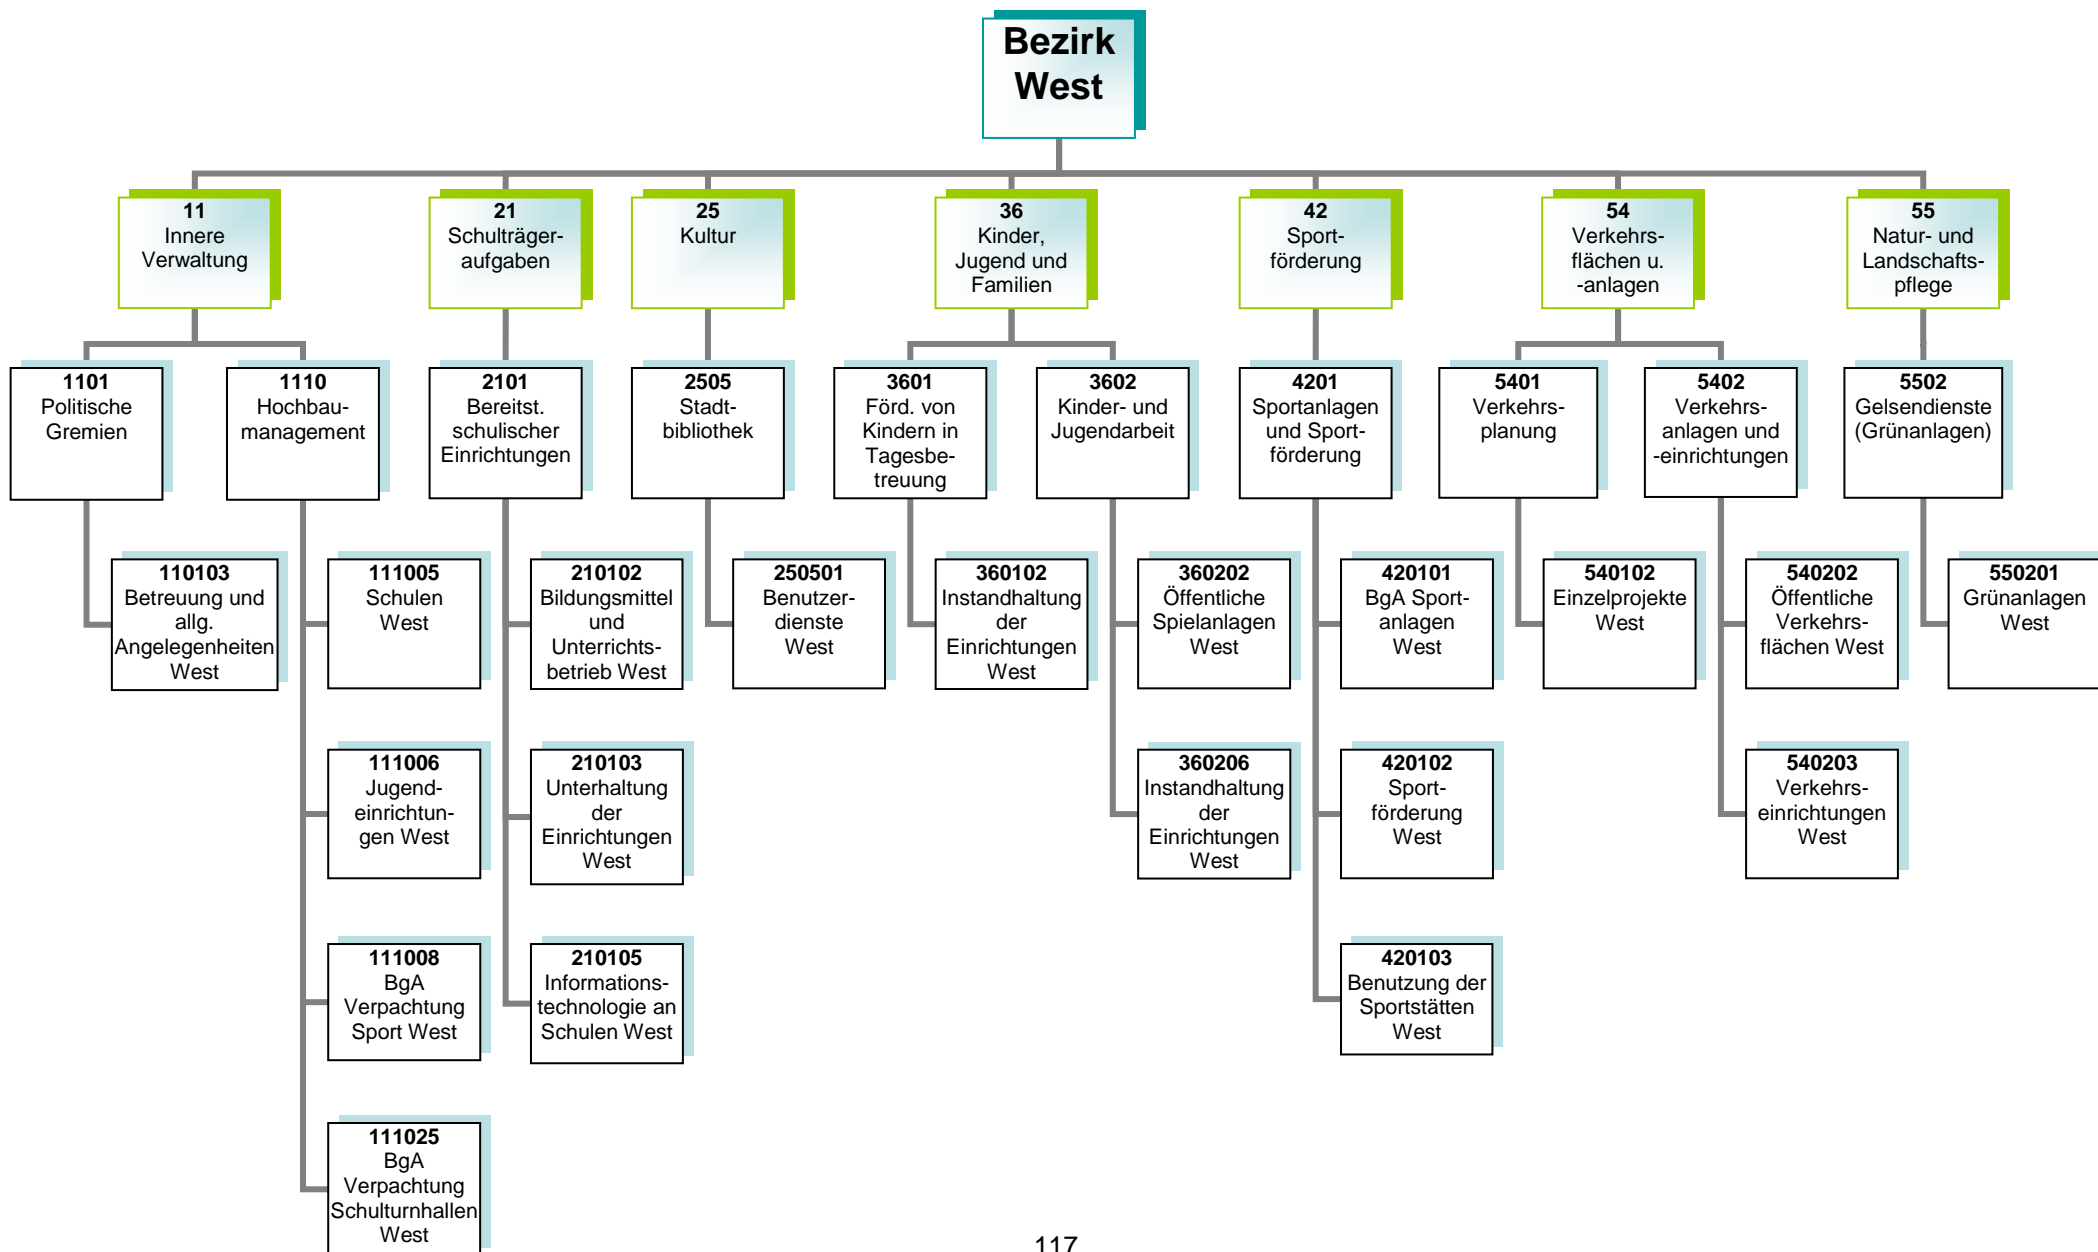 Bezirk
West
11
Innere
Verwaltung
21
Schulträger-
aufgaben
25
Kultur
36
Kinder,
Jugend und
Familien
42
Sport-
förderung
54
Verkehrs-
flächen u.
-anlagen
55
Natur- und
Landschafts-
pflege
1101
Politische
Gremien
1110
Hochbau-
management
2101
Bereitst.
schulischer
Einrichtungen
2505
Stadt-
bibliothek
3601
Förd. von
Kindern in
Tagesbe-
treuung
3602
Kinder- und
Jugendarbeit
4201
Sportanlagen
und Sport-
förderung
5401
Verkehrs-
planung
5402
Verkehrs-
anlagen und
-einrichtungen
5502
Gelsendienste
(Grünanlagen)
110103
Betreuung und
allg.
Angelegenheiten
West
111005
Schulen
West
210102
Bildungsmittel
und
Unterrichts-
betrieb West
250501
Benutzer-
dienste
West
360102
Instandhaltung
der
Einrichtungen
West
360202
Öffentliche
Spielanlagen
West
420101
BgA Sport-
anlagen
West
540102
Einzelprojekte
West
540202
Öffentliche
Verkehrs-
flächen West
550201
Grünanlagen
West
111006
Jugend-
einrichtun-
gen West
210103
Unterhaltung
der
Einrichtungen
West
360206
Instandhaltung
der
Einrichtungen
West
420102
Sport-
förderung
West
540203
Verkehrs-
einrichtungen
West
111008
BgA
Verpachtung
Sport West
210105
Informations-
technologie an
Schulen West
420103
Benutzung der
Sportstätten
West
111025
BgA
Verpachtung
Schulturnhallen
West
117